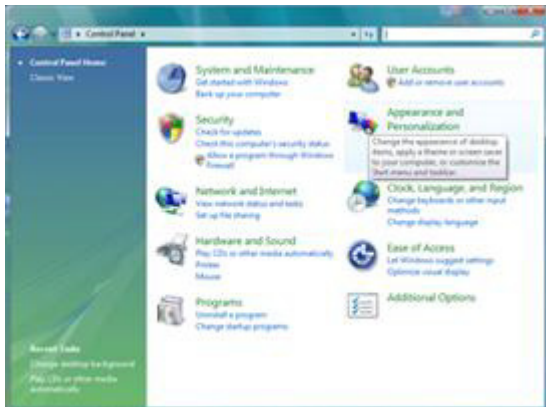 Control Panel
Control Panel Home
Classic View
System and Maintenance
Get started with Windows
Back up your computer
Security
Check for updates
Check this computer's security status
Allow a program through Windows
Firewall
Network and Internet
View network status and tasks
Set up file sharing
Hardware and Sound
Play CDs or other media automatically
Printer
Mouse
Programs
Uninstall a program
Change startup programs
User Accounts
Add or remove user accounts
Appearance and
Personalization
Change the appearance of desktop
items, apply a theme or screen saver
to your computer, or customize the
Start menu and taskbar.
Clock, Language, and Region
Change keyboards or other input
methods
Change display language
Ease of Access
Let Windows suggest settings
Optimize visual display
Additional Options
Recent Tasks
Change desktop background
Play CDs or other media
automatically